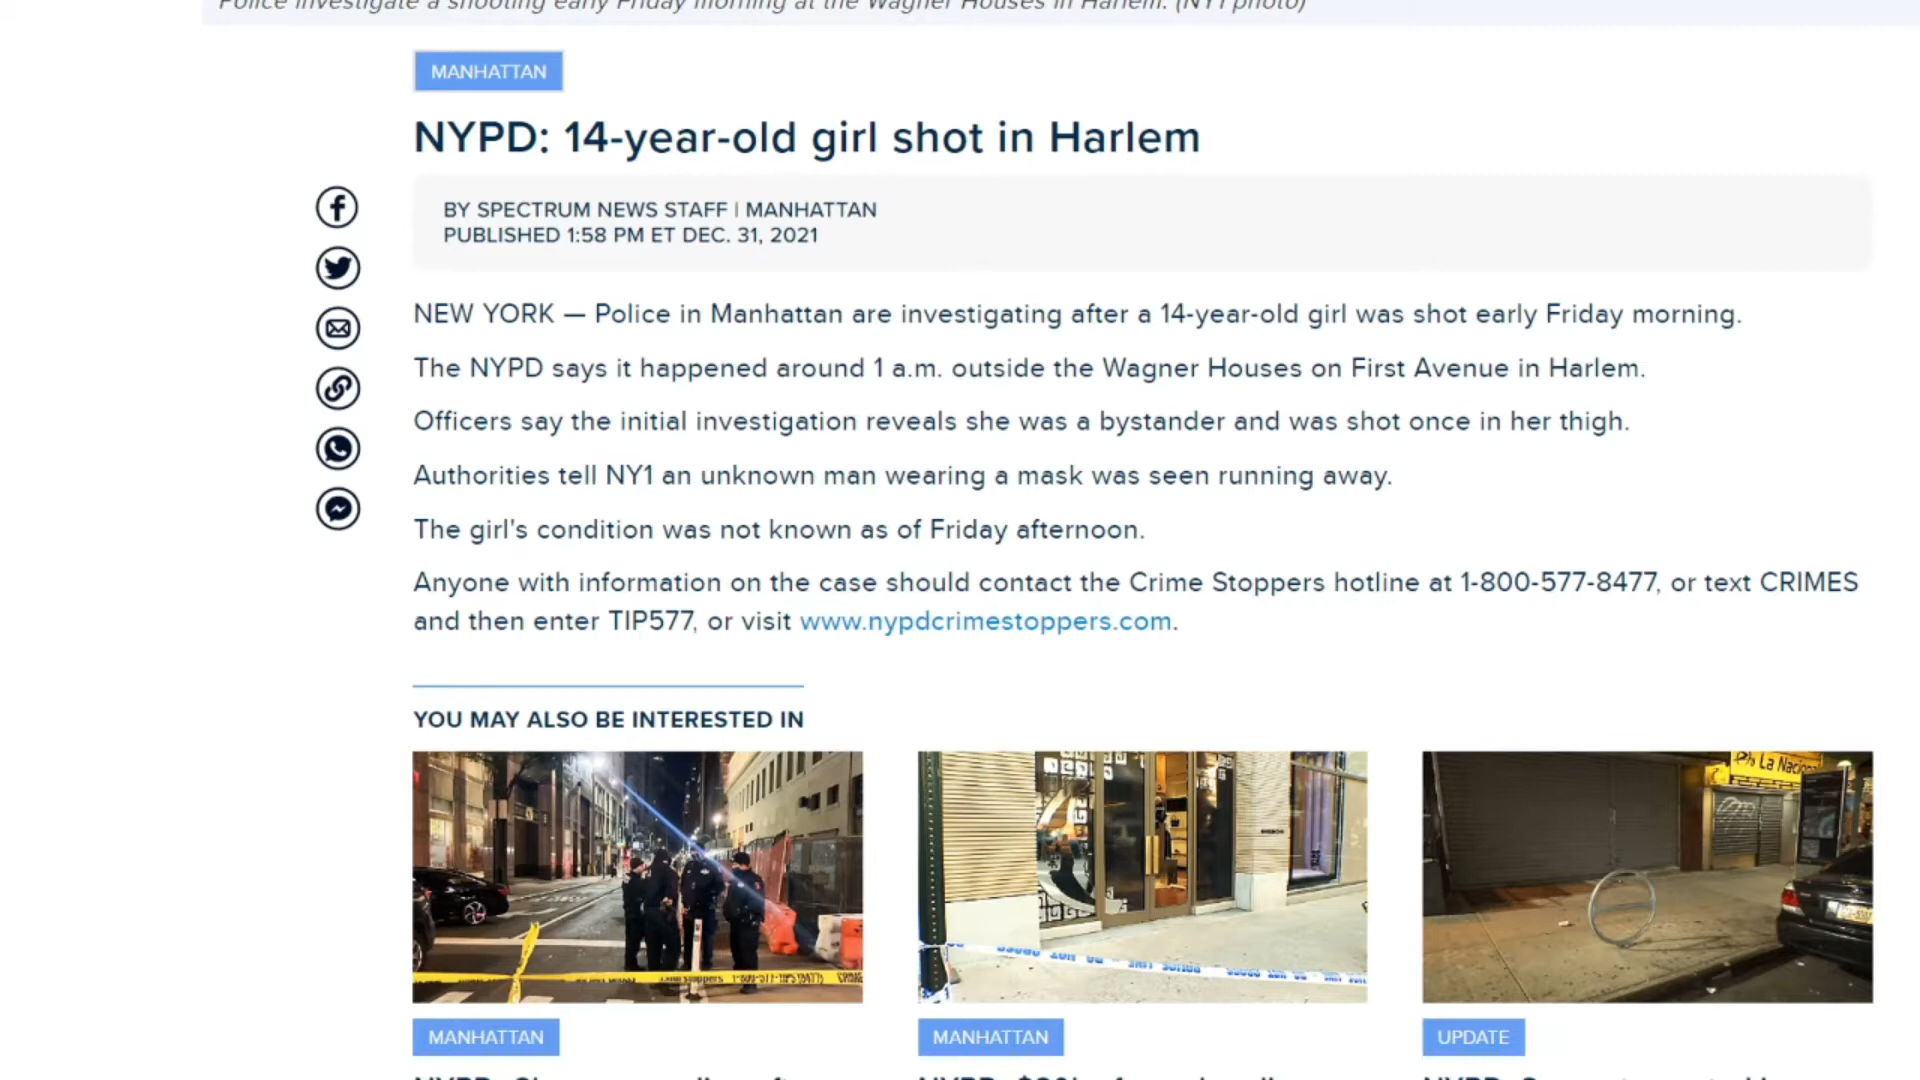 Police investigate a shooting early Friday morning at the Wagner Houses in Harlem. (NY1 photo)
MANHATTAN
NYPD: 14-year-old girl shot in Harlem
BY SPECTRUM NEWS STAFF | MANHATTAN
PUBLISHED 1:58 PM ET DEC. 31, 2021
NEW YORK — Police in Manhattan are investigating after a 14-year-old girl was shot early Friday morning.
The NYPD says it happened around 1 a.m. outside the Wagner Houses on First Avenue in Harlem.
Officers say the initial investigation reveals she was a bystander and was shot once in her thigh.
Authorities tell NY1 an unknown man wearing a mask was seen running away.
The girl's condition was not known as of Friday afternoon.
Anyone with information on the case should contact the Crime Stoppers hotline at 1-800-577-8477, or text CRIMES
and then enter TIP577, or visit www.nypdcrimestoppers.com.
YOU MAY ALSO BE INTERESTED IN
La Nacional
MANHATTAN
MANHATTAN
UPDATE